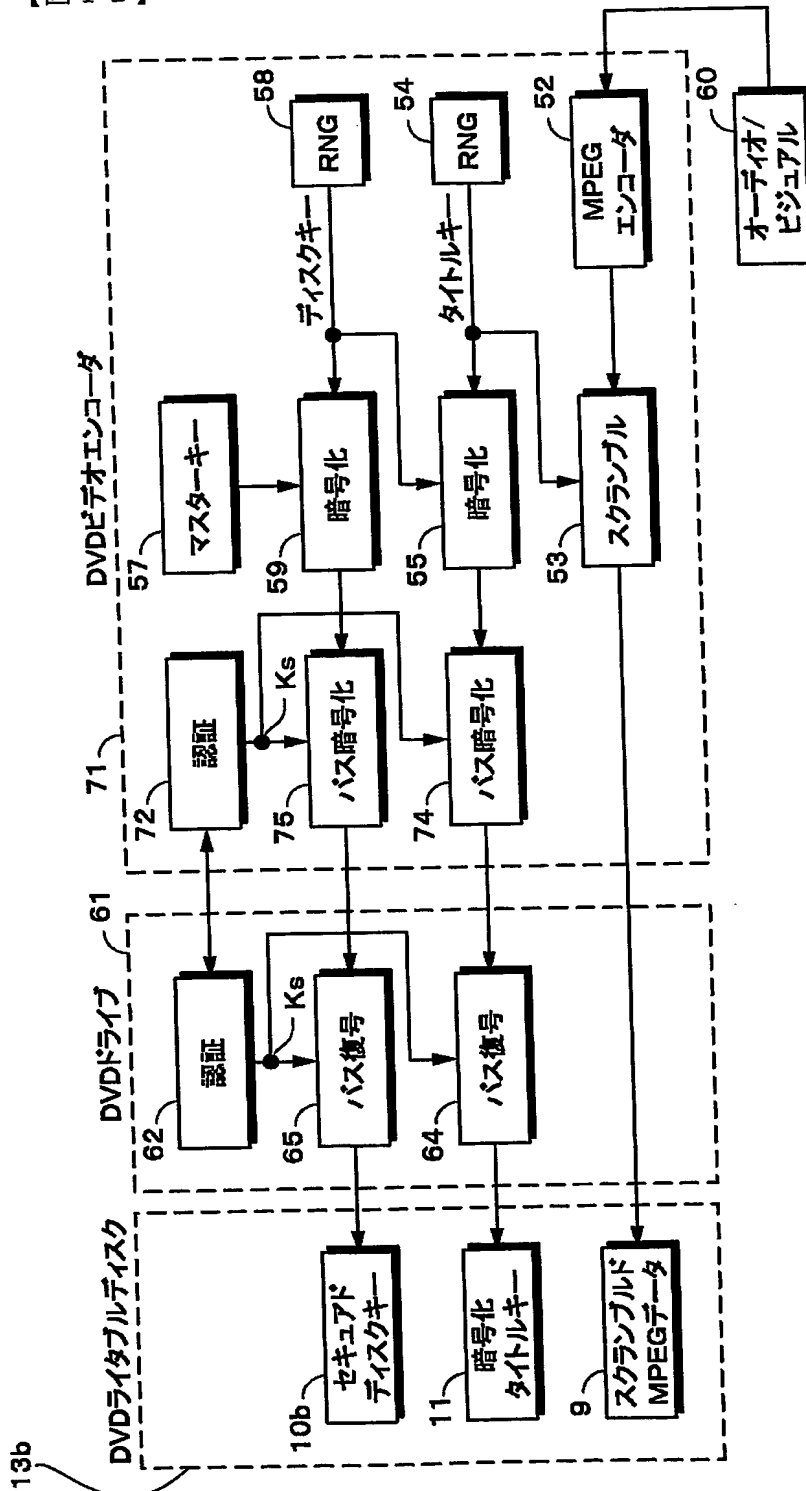 13b
DVDライタブルディスク
10b
セキュアド
ディスクキー
11
暗号化
タイトルキー
9
スクランブルド
MPEGデータ
DVDドライブ
61
62
認証
Ks
65
バス復号
64
バス復号
DVDビデオエンコーダ
71
72
認証
Ks
75
バス暗号化
74
バス暗号化
57
マスターキー
59
暗号化
55
暗号化
53
スクランブル
ディスクキー
タイトルキー
58
RNG
54
RNG
52
MPEG
エンコーダ
60
オーディオ/
ビジュアル